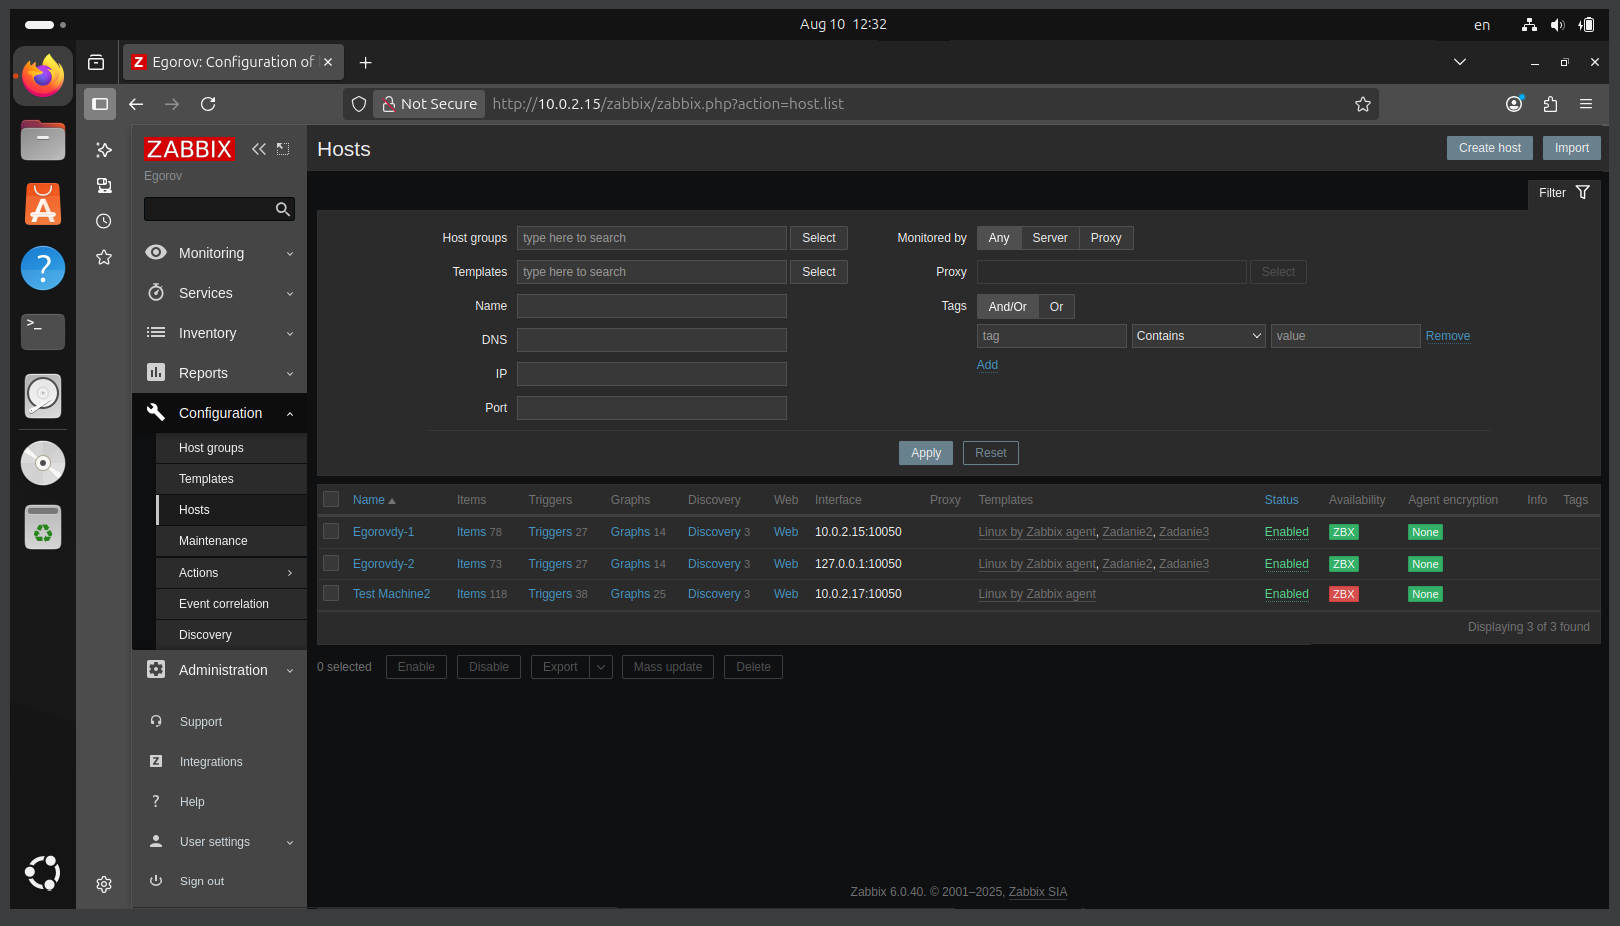 Aug 10 12:32
en
Egorov: Configuration of
Not Secure http://10.0.2.15/zabbix/zabbix.php?action=host.list
ZABBIX
Egorov
Monitoring
Services
Inventory
Reports
Configuration
Host groups
Templates
Hosts
Maintenance
Actions
Event correlation
Discovery
Administration
Support
Integrations
Help
User settings
Sign out
Hosts
Create host Import
Filter
Host groups type here to search Select
Templates type here to search Select
Name
DNS
IP
Port
Monitored by Any Server Proxy
Proxy Select
Tags And/Or Or
tag Contains value Remove
Add
Apply Reset
Name Items Triggers Graphs Discovery Web Interface Proxy Templates Status Availability Agent encryption Info Tags
Egorovdy-1 Items 78 Triggers 27 Graphs 14 Discovery 3 Web 10.0.2.15:10050 Linux by Zabbix agent, Zadanie2, Zadanie3 Enabled ZBX None
Egorovdy-2 Items 73 Triggers 27 Graphs 14 Discovery 3 Web 127.0.0.1:10050 Linux by Zabbix agent, Zadanie2, Zadanie3 Enabled ZBX None
Test Machine2 Items 118 Triggers 38 Graphs 25 Discovery 3 Web 10.0.2.17:10050 Linux by Zabbix agent Enabled ZBX None
Displaying 3 of 3 found
0 selected Enable Disable Export Mass update Delete
Zabbix 6.0.40. © 2001–2025, Zabbix SIA